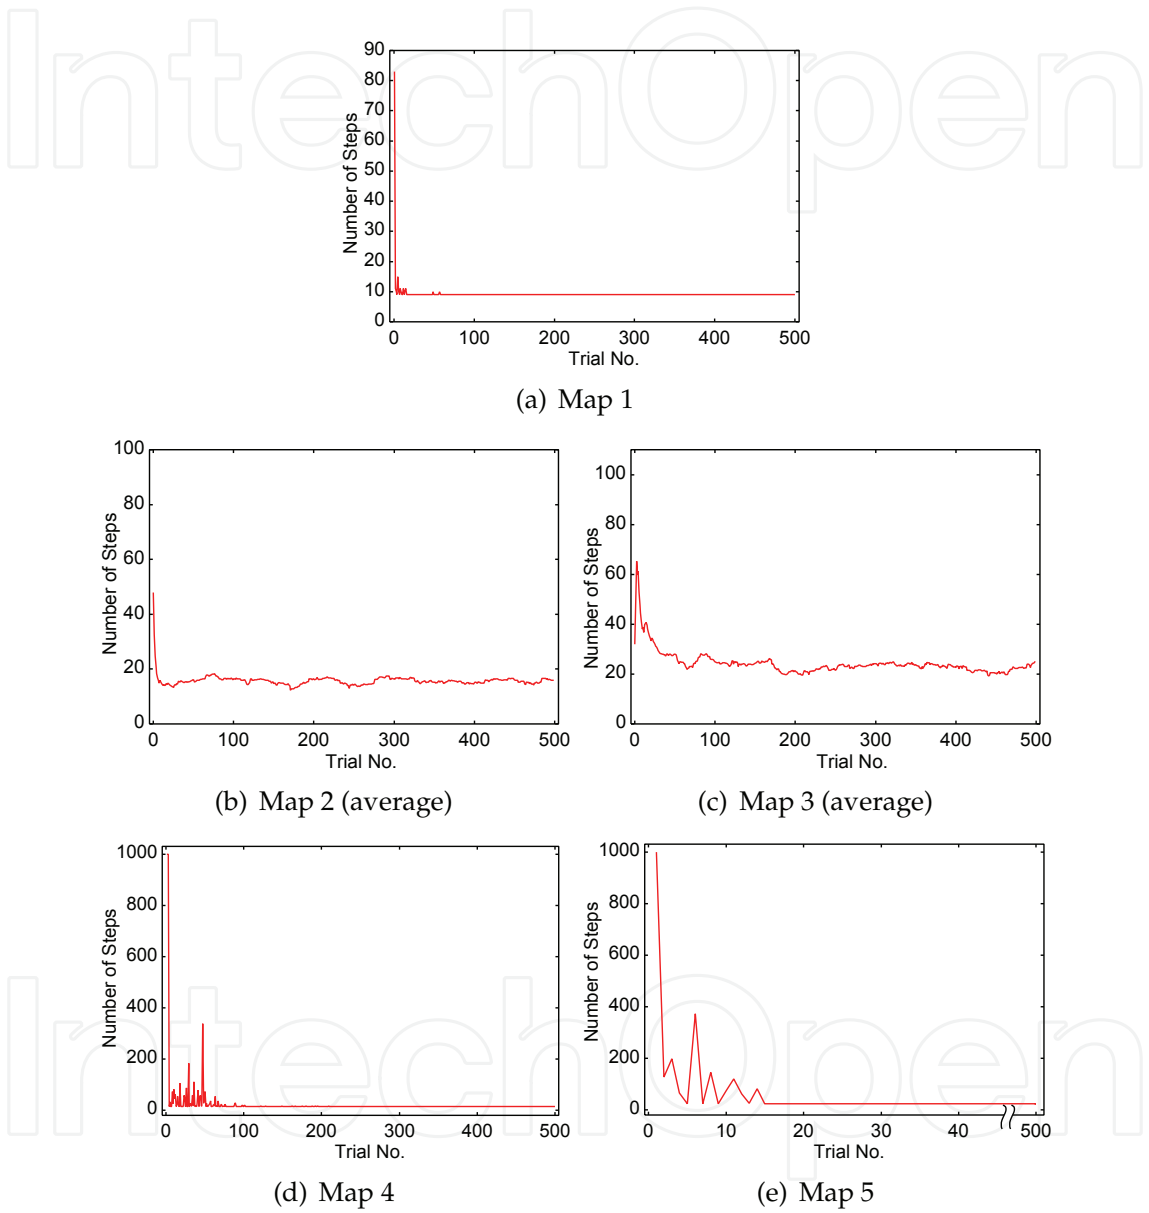 IntechOpen
90
80
70
60
50
40
30
20
10
0
Number of Steps
0 100 200 300 400 500
Trial No.
(a) Map 1
100
80
60
40
20
0
Number of Steps
0 100 200 300 400 500
Trial No.
(b) Map 2 (average)
100
80
60
40
20
0
Number of Steps
0 100 200 300 400 500
Trial No.
(c) Map 3 (average)
1000
800
600
400
200
0
Number of Steps
0 100 200 300 400 500
Trial No.
(d) Map 4
1000
800
600
400
200
0
Number of Steps
0 10 20 30 40 500
Trial No.
(e) Map 5
IntechOpen